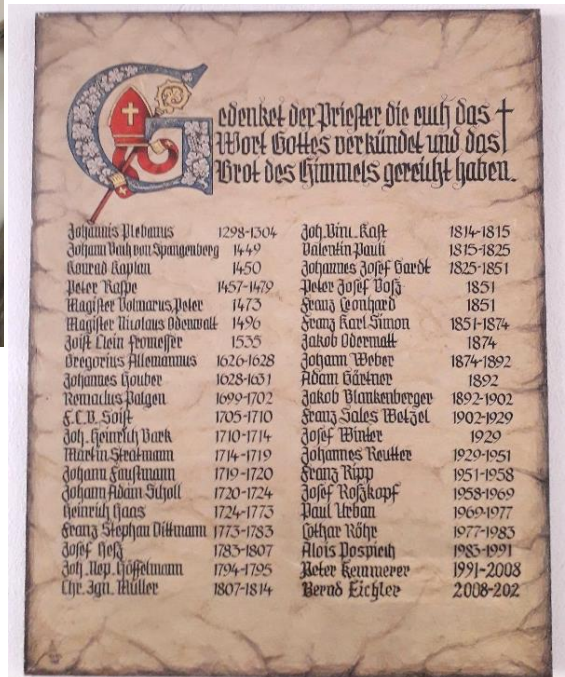 Gedenket der Priester die euch das
Wort Gottes verkündet und das
Brot des Himmels gereicht haben.
Johannis Plebanus 1298-1304
Johann Bach von Spangenberg 1449
Konrad Kaplan 1450
Peter Raspe 1457-1479
Magister Volmarus, Peter 1473
Magister Nicolaus Odenwalt 1496
Joist Clein Fromesser 1535
Gregorius Allemannus 1626-1628
Johannes Houber 1628-1631
Remaclus Patgen 1699-1702
F.C.B. Soist 1705-1710
Joh. Heinrich Bark 1710-1714
Martin Stratmann 1714-1719
Johann Faustmann 1719-1720
Johann Adam Scholl 1720-1724
Heinrich Haas 1724-1773
Franz Stephan Dittmann 1773-1783
Josef Heß 1783-1807
Joh. Nep. Höffelmann 1794-1795
Chr. Ign. Müller 1807-1814
Joh. Vinc. Kast 1814-1815
Valentin Pauli 1815-1825
Johannes Josef Gardt 1825-1851
Peter Josef Voß 1851
Franz Leonhard 1851
Franz Karl Simon 1851-1874
Jakob Odermatt 1874
Johann Weber 1874-1892
Adam Gärtner 1892
Jakob Blankenberger 1892-1902
Franz Sales Wetzel 1902-1929
Josef Winter 1929
Johannes Reutter 1929-1951
Franz Ripp 1951-1958
Josef Roßkopf 1958-1969
Paul Urban 1969-1977
Lothar Röhr 1977-1983
Alois Pospiech 1983-1991
Peter Kemmerer 1991-2008
Bernd Eichler 2008-202